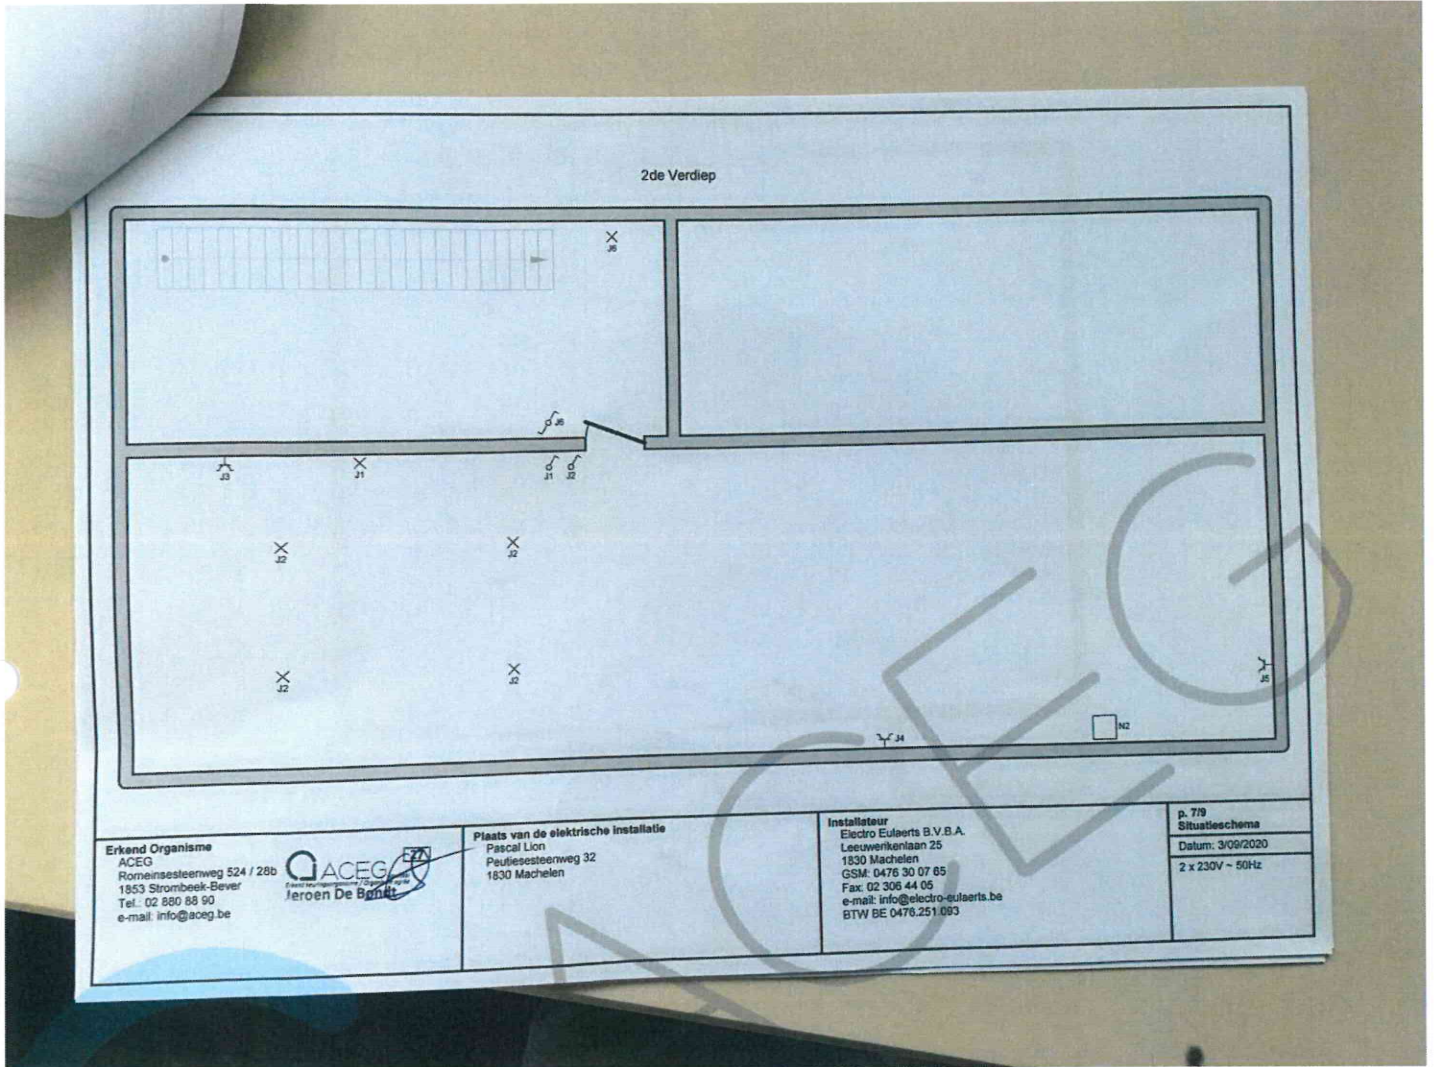 2de Verdiep
J6
J6
J3
J1
J1
J2
J2
J2
J2
J2
J5
J4
N2
Erkend Organisme
ACEG
Romeinsesteenweg 524 / 28b
1853 Strombeek-Bever
Tel.: 02 880 88 90
e-mail: info@aceg.be
ACEG
Jeroen De Bondt
Plaats van de elektrische installatie
Pascal Lion
Peutiesesteenweg 32
1830 Machelen
Installateur
Electro Eulaerts B.V.B.A.
Leeuwerikenlaan 25
1830 Machelen
GSM: 0476 30 07 65
Fax: 02 306 44 05
e-mail: info@electro-eulaerts.be
BTW BE 0476.251.093
p. 7/9
Situatieschema
Datum: 3/09/2020
2 x 230V ~ 50Hz
ACEG